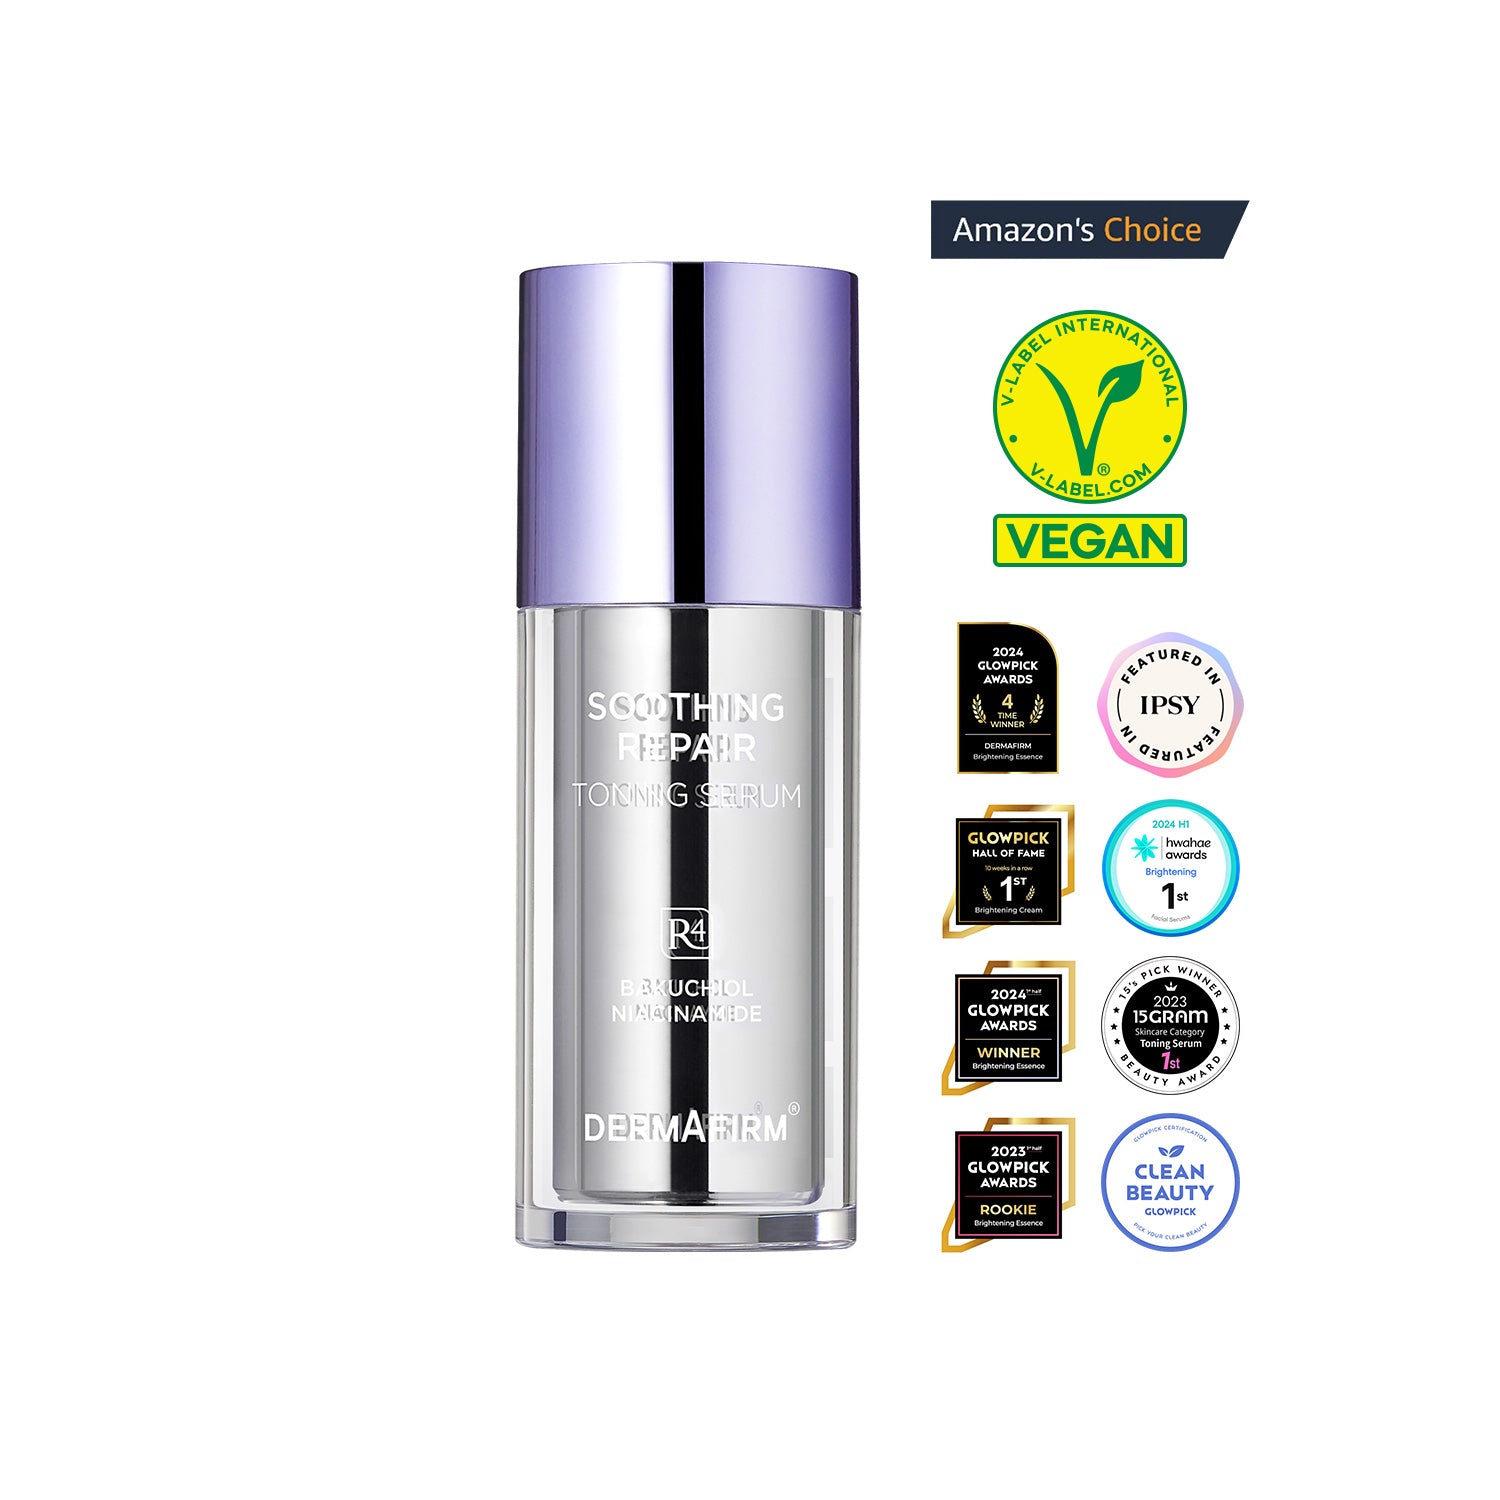 Amazon's Choice
V-LABEL INTERNATIONAL
®
V-LABEL.COM
VEGAN
SOOTHING
REPAIR
TONING SERUM
R4
BAKUCHIOL
NIACINAMIDE
DERMAFIRM®
2024
GLOWPICK
AWARDS
4
TIME
WINNER
DERMAFIRM
Brightening Essence
FEATURED IN
IPSY
FEATURED IN
GLOWPICK
HALL OF FAME
10 weeks in a row
1ST
Brightening Cream
2024 H1
hwahae
awards
Brightening
1st
Facial Serums
2024 1st half
GLOWPICK
AWARDS
WINNER
Brightening Essence
15's PICK WINNER
2023
15GRAM
Skincare Category
Toning Serum
1st
BEAUTY AWARD
2023 1st half
GLOWPICK
AWARDS
ROOKIE
Brightening Essence
GLOWPICK CERTIFICATION
CLEAN
BEAUTY
GLOWPICK
PICK YOUR CLEAN BEAUTY